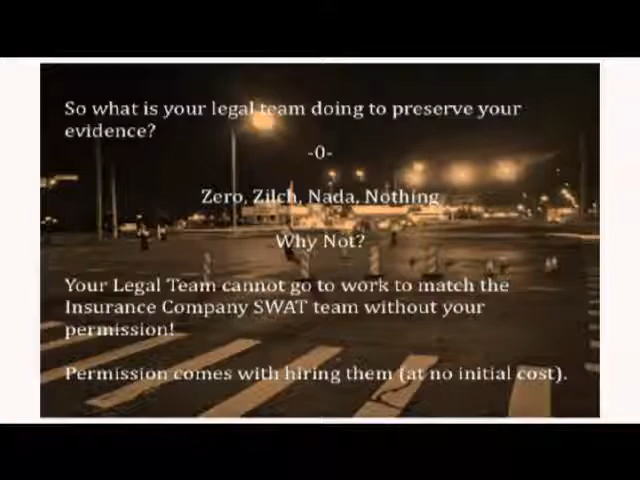 So what is your legal team doing to preserve your
evidence?
-0-
Zero, Zilch, Nada, Nothing
Why Not?
Your Legal Team cannot go to work to match the
Insurance Company SWAT team without your
permission!
Permission comes with hiring them (at no initial cost).